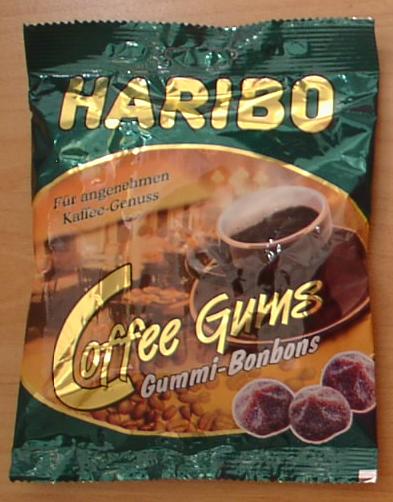 HARIBO
Für angenehmen
Kaffee-Genuss
Coffee Gums
Gummi-Bonbons